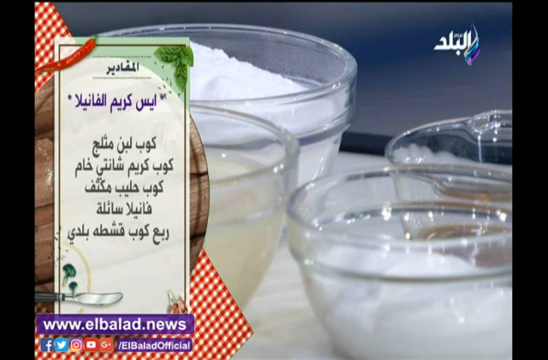 البلد
المقادير
* ايس كريم الفانيلا *
كوب لبن مثلج
كوب كريم شانتي خام
كوب حليب مكثف
فانيلا سائلة
ربع كوب قشطه بلدي
www.elbalad.news
/ElBaladOfficial